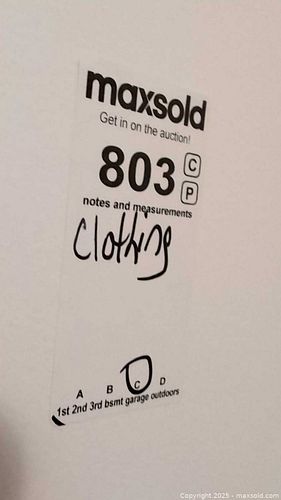 maxsold
Get in on the auction!
803 C
P
notes and measurements
Clothing
A B C D
1st 2nd 3rd bsmt garage outdoors
Copyright 2025 - maxsold.com